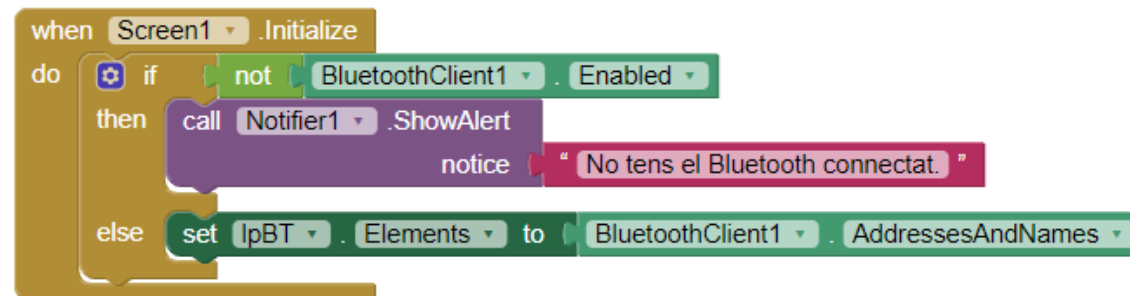 when Screen1 .Initialize
do if not BluetoothClient1 . Enabled
then call Notifier1 .ShowAlert
notice “ No tens el Bluetooth connectat. ”
else set lpBT . Elements to BluetoothClient1 . AddressesAndNames